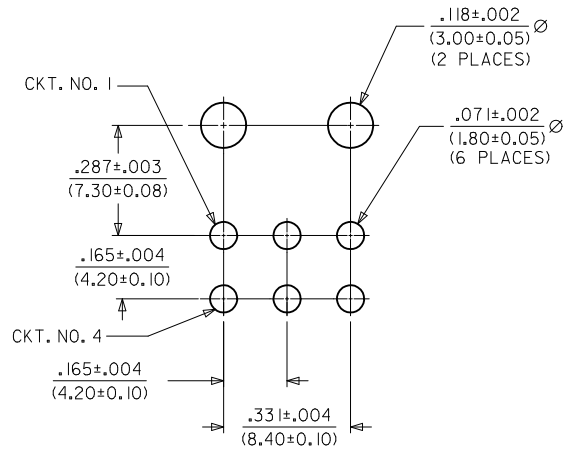 .118±.002
(3.00±0.05) Ø
(2 PLACES)
CKT. NO. 1
.071±.002
(1.80±0.05) Ø
(6 PLACES)
.287±.003
(7.30±0.08)
.165±.004
(4.20±0.10)
CKT. NO. 4
.165±.004
(4.20±0.10)
.331±.004
(8.40±0.10)